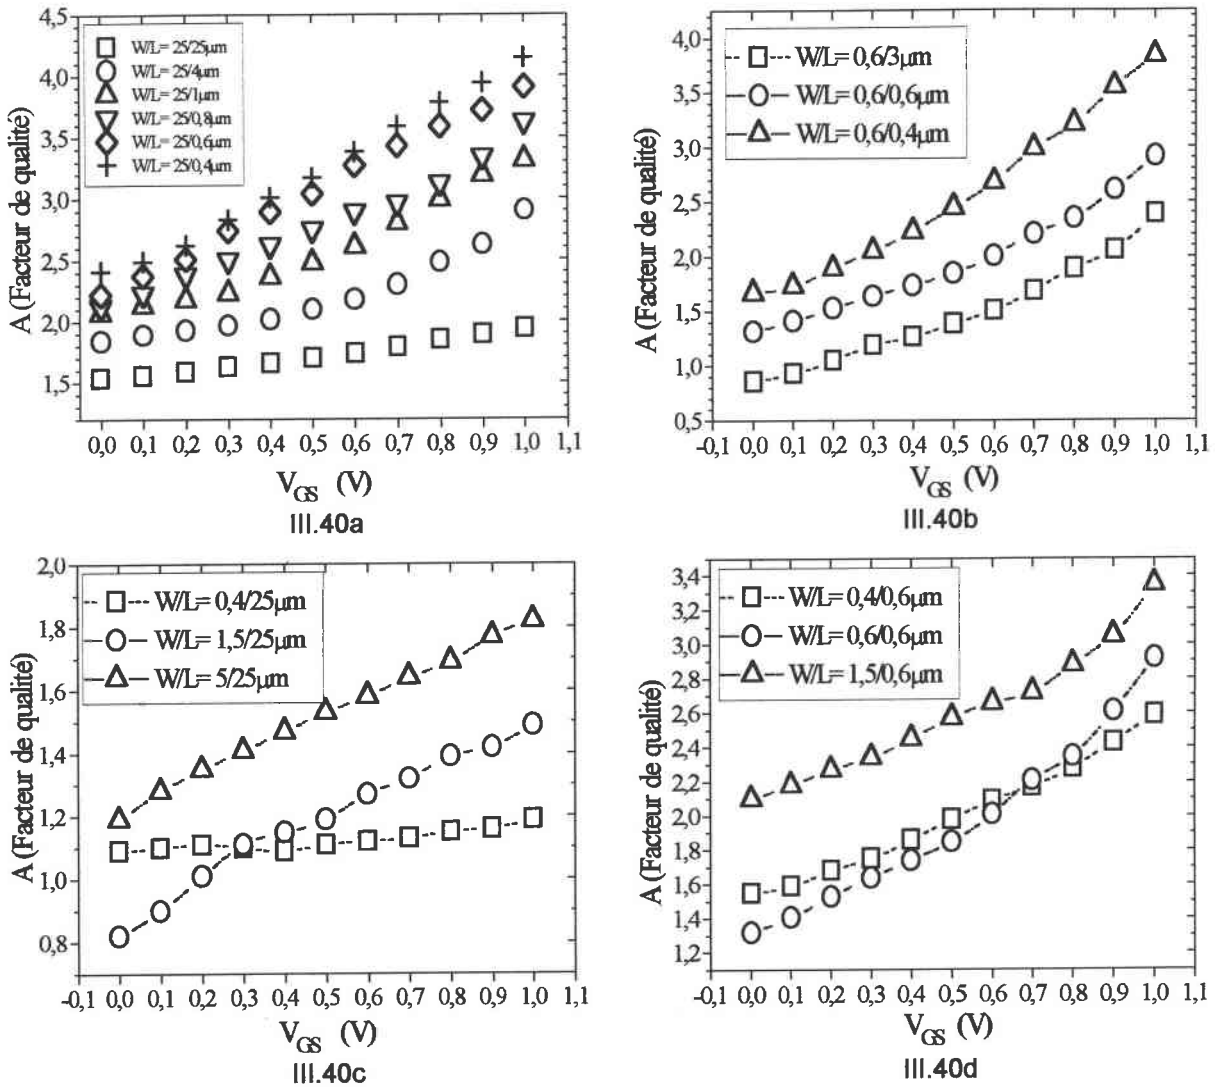 4,5
4,0
3,5
3,0
2,5
2,0
1,5
A (Facteur de qualité)
W/L= 25/25µm
W/L= 25/4µm
W/L= 25/1µm
W/L= 25/0,8µm
W/L= 25/0,6µm
W/L= 25/0,4µm
0,0 0,1 0,2 0,3 0,4 0,5 0,6 0,7 0,8 0,9 1,0 1,1
V_GS (V)
III.40a
4,0
3,5
3,0
2,5
2,0
1,5
1,0
0,5
A (Facteur de qualité)
W/L= 0,6/3µm
W/L= 0,6/0,6µm
W/L= 0,6/0,4µm
-0,1 0,0 0,1 0,2 0,3 0,4 0,5 0,6 0,7 0,8 0,9 1,0 1,1
V_GS (V)
III.40b
2,0
1,8
1,6
1,4
1,2
1,0
0,8
A (Facteur de qualité)
W/L= 0,4/25µm
W/L= 1,5/25µm
W/L= 5/25µm
-0,1 0,0 0,1 0,2 0,3 0,4 0,5 0,6 0,7 0,8 0,9 1,0 1,1
V_GS (V)
III.40c
3,4
3,2
3,0
2,8
2,6
2,4
2,2
2,0
1,8
1,6
1,4
1,2
A (Facteur de qualité)
W/L= 0,4/0,6µm
W/L= 0,6/0,6µm
W/L= 1,5/0,6µm
-0,1 0,0 0,1 0,2 0,3 0,4 0,5 0,6 0,7 0,8 0,9 1,0 1,1
V_GS (V)
III.40d